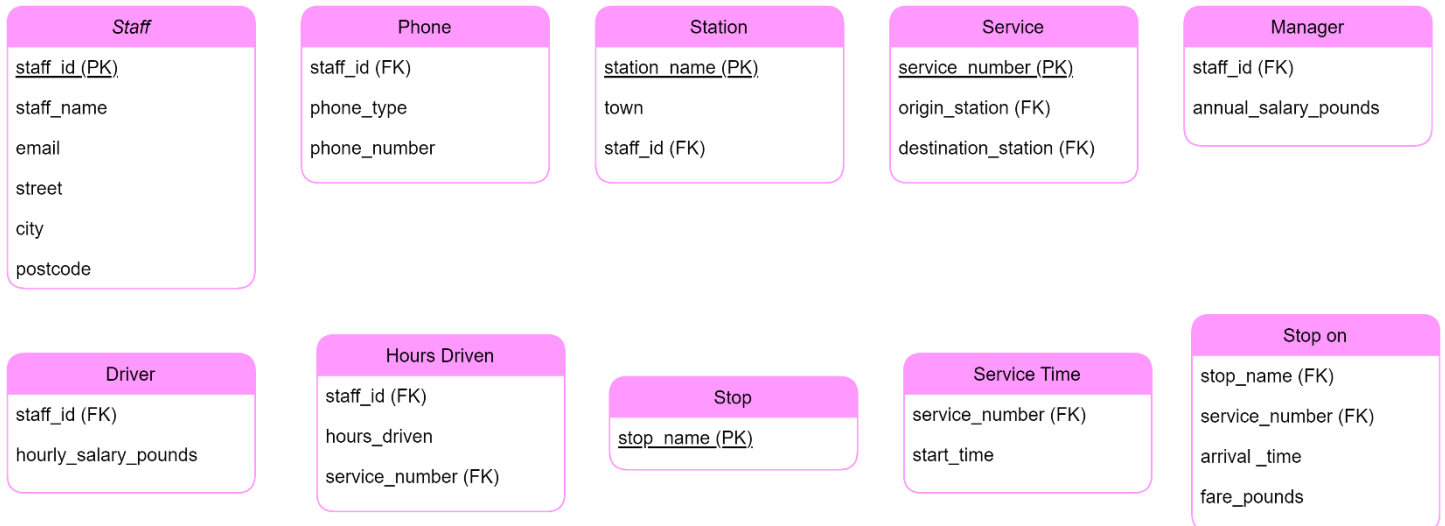 Staff
staff_id (PK)
staff_name
email
street
city
postcode
Phone
staff_id (FK)
phone_type
phone_number
Station
station_name (PK)
town
staff_id (FK)
Service
service_number (PK)
origin_station (FK)
destination_station (FK)
Manager
staff_id (FK)
annual_salary_pounds
Driver
staff_id (FK)
hourly_salary_pounds
Hours Driven
staff_id (FK)
hours_driven
service_number (FK)
Stop
stop_name (PK)
Service Time
service_number (FK)
start_time
Stop on
stop_name (FK)
service_number (FK)
arrival _time
fare_pounds